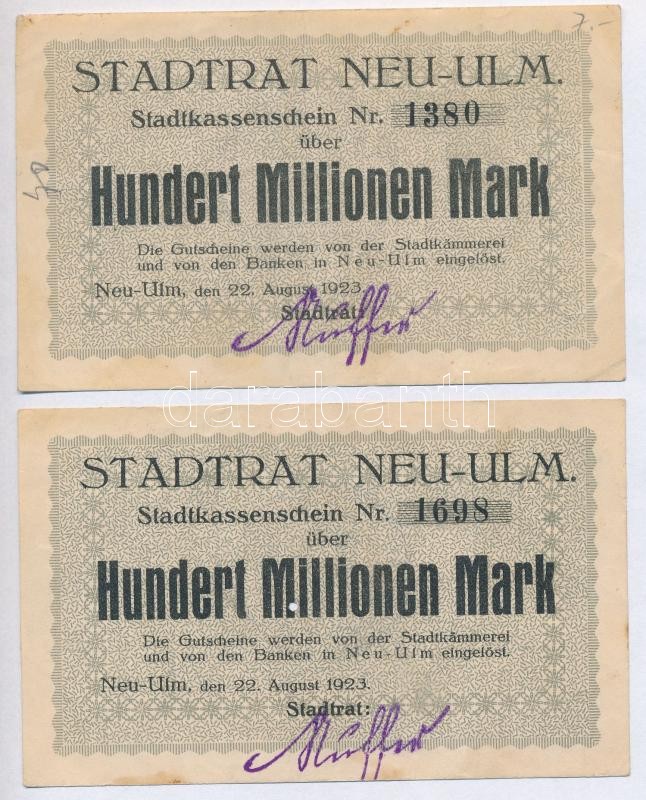 7.-
STADTRAT NEU-ULM.
Stadtkassenschein Nr. 1380
über
Hundert Millionen Mark
Die Gutscheine werden von der Stadtkämmerei
und von den Banken in Neu-Ulm eingelöst.
Neu-Ulm, den 22. August 1923.
Stadtrat:
darabanth
STADTRAT NEU-ULM.
Stadtkassenschein Nr. 1698
über
Hundert Millionen Mark
Die Gutscheine werden von der Stadtkämmerei
und von den Banken in Neu-Ulm eingelöst.
Neu-Ulm, den 22. August 1923.
Stadtrat: